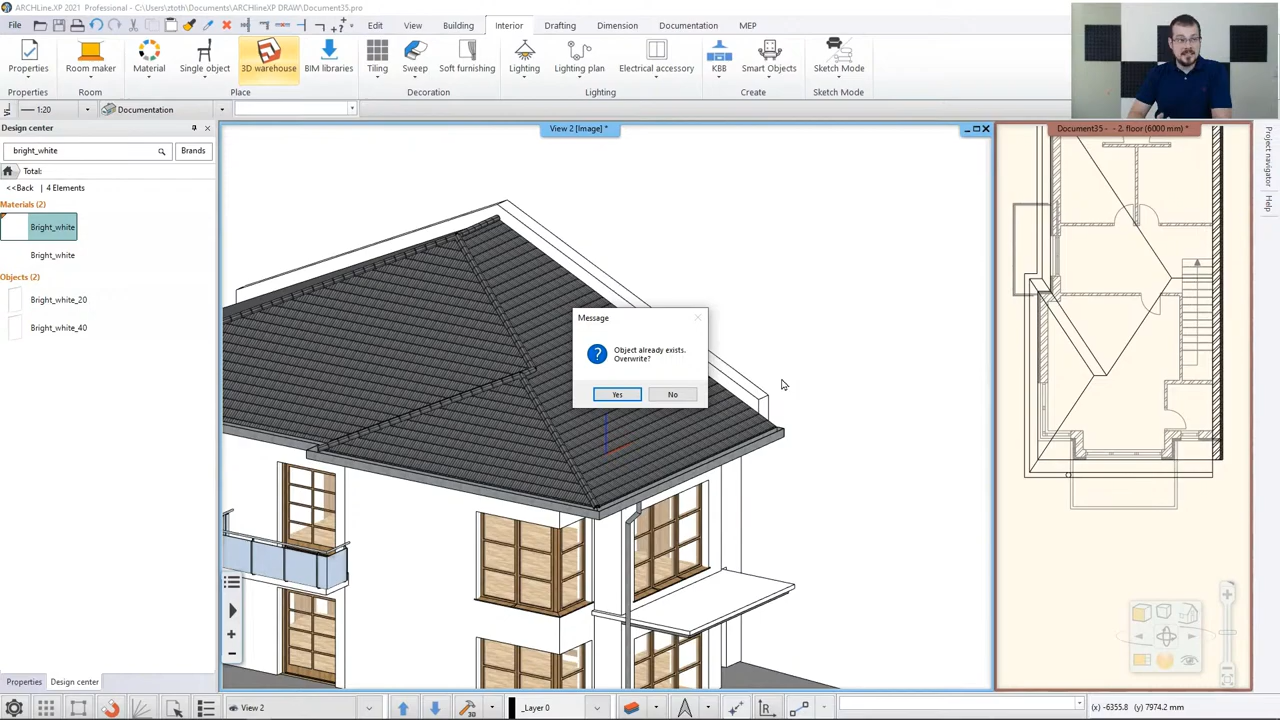 ARCHLine.XP 2021 Professional - C:\Users\ztoth\Documents\ARCHlineXP DRAW\Document35.pro
File
Edit
View
Building
Interior
Drafting
Dimension
Documentation
MEP
Properties
Room maker
Material
Single object
3D warehouse
BIM libraries
Tiling
Sweep
Soft furnishing
Lighting
Lighting plan
Electrical accessory
KBB
Smart Objects
Sketch Mode
Properties
Room
Place
Decoration
Lighting
Create
Sketch Mode
1:20
Documentation
Design center
View 2 [Image] *
Document35 - - 2. floor (6000 mm) *
bright_white
Brands
Total:
<<Back
4 Elements
Materials (2)
Bright_white
Bright_white
Objects (2)
Bright_white_20
Bright_white_40
Message
Object already exists.
Overwrite?
Yes
No
Project navigator
Help
Properties
Design center
View 2
_Layer 0
(x) -6355.8
(y) 7974.2 mm